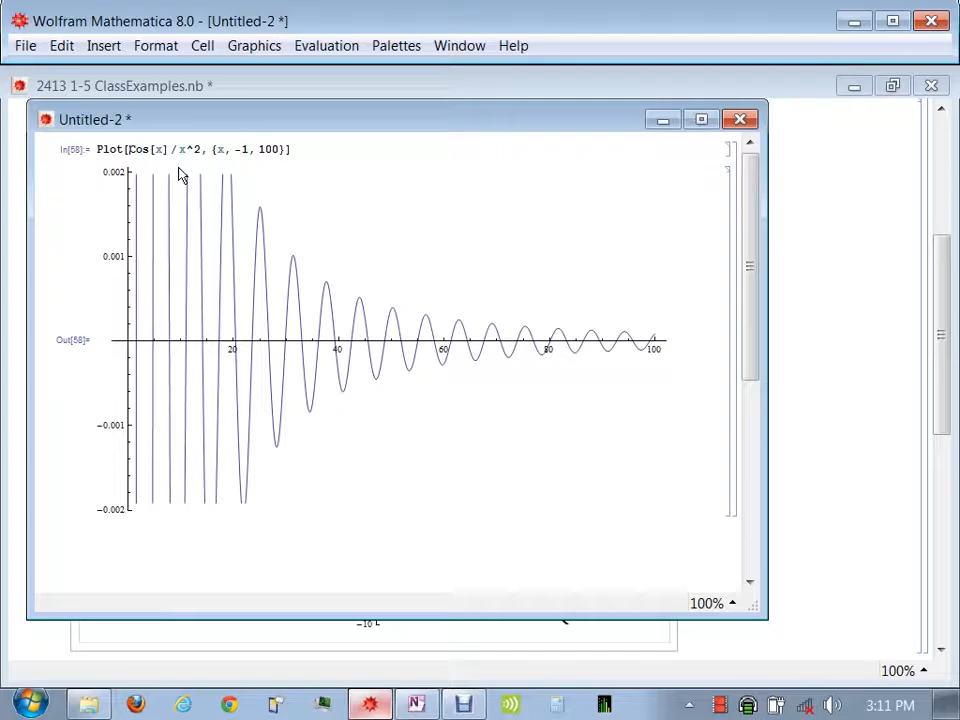 Wolfram Mathematica 8.0 - [Untitled-2 *]
File Edit Insert Format Cell Graphics Evaluation Palettes Window Help
2413 1-5 ClassExamples.nb *
Untitled-2 *
In[58]:= Plot[Cos[x] / x^2, {x, -1, 100}]
0.002
0.001
Out[58]=
20 40 60 80 100
-0.001
-0.002
100%
-10
100%
3:11 PM